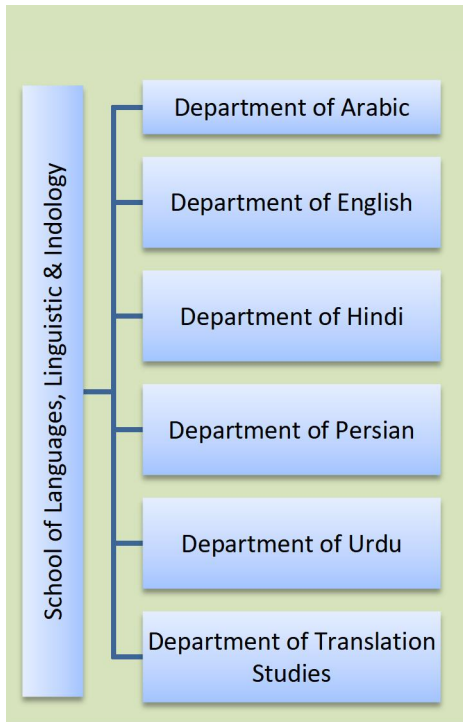 School of Languages, Linguistic & Indology
Department of Arabic
Department of English
Department of Hindi
Department of Persian
Department of Urdu
Department of Translation
Studies